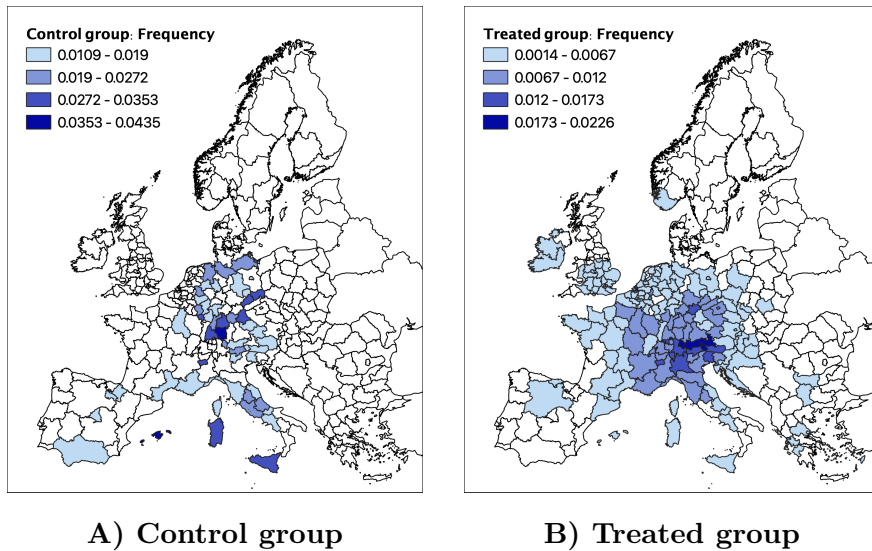 Control group: Frequency
0.0109 - 0.019
0.019 - 0.0272
0.0272 - 0.0353
0.0353 - 0.0435
Treated group: Frequency
0.0014 - 0.0067
0.0067 - 0.012
0.012 - 0.0173
0.0173 - 0.0226
A) Control group
B) Treated group